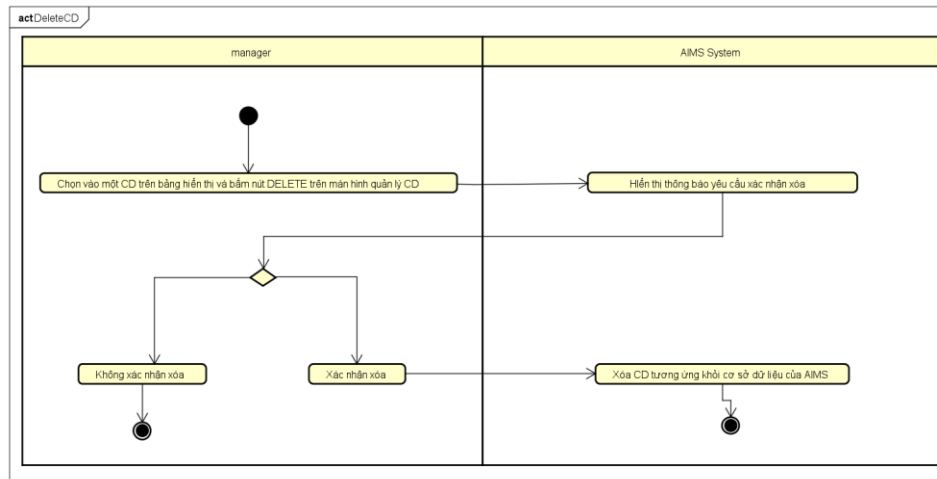 act DeleteCD
manager
AIMS System
Chọn vào một CD trên bảng hiển thị và bấm nút DELETE trên màn hình quản lý CD
Hiển thị thông báo yêu cầu xác nhận xóa
Không xác nhận xóa
Xác nhận xóa
Xóa CD tương ứng khỏi cơ sở dữ liệu của AIMS